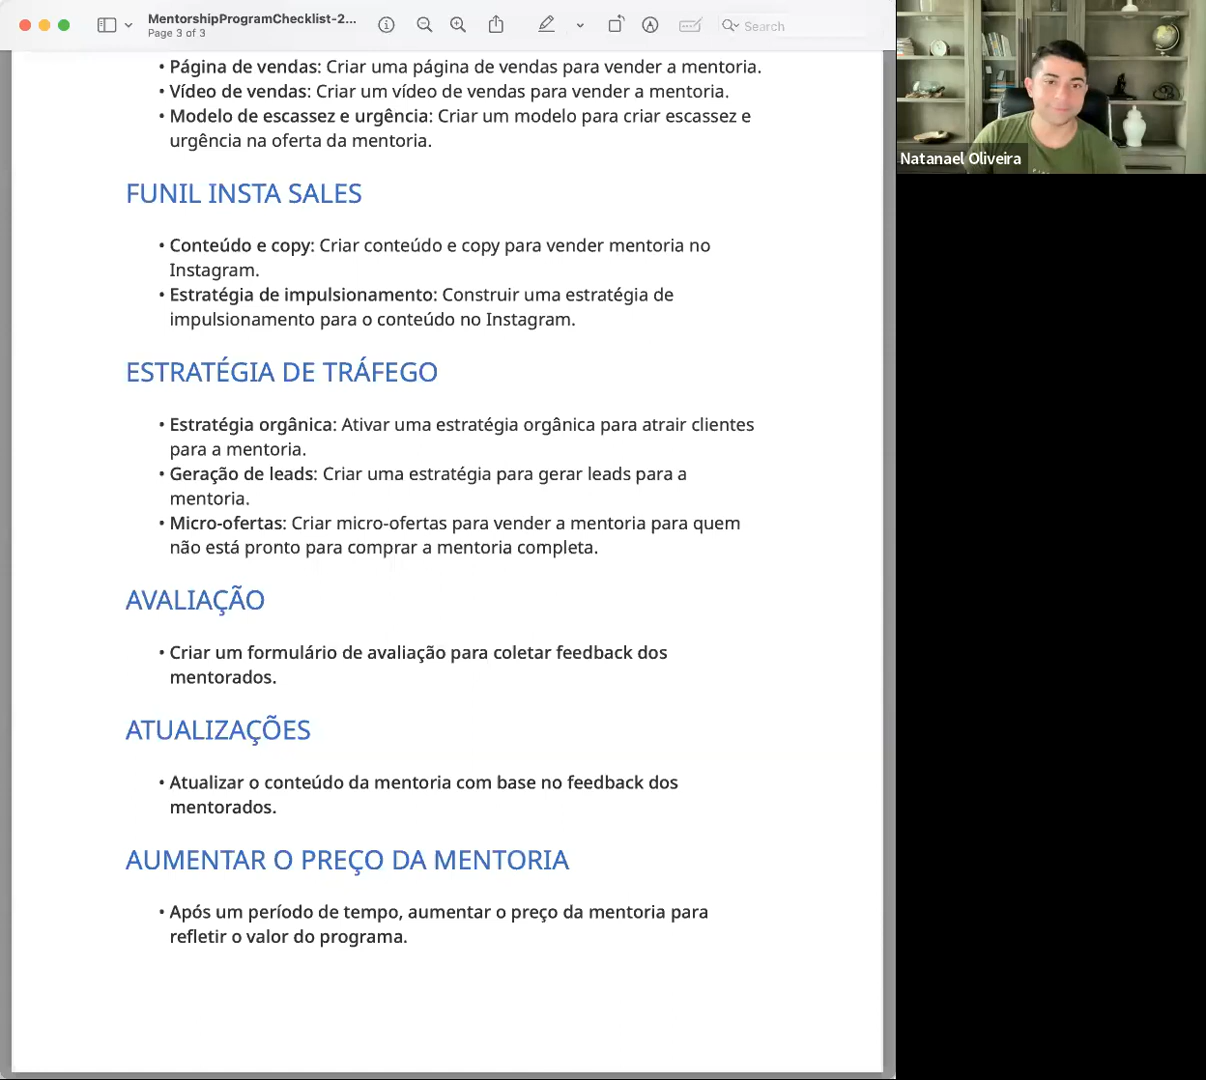 MentorshipProgramChecklist-2...
Page 3 of 3
Search
Natanael Oliveira
• Página de vendas: Criar uma página de vendas para vender a mentoria.
• Vídeo de vendas: Criar um vídeo de vendas para vender a mentoria.
• Modelo de escassez e urgência: Criar um modelo para criar escassez e
urgência na oferta da mentoria.
FUNIL INSTA SALES
• Conteúdo e copy: Criar conteúdo e copy para vender mentoria no
Instagram.
• Estratégia de impulsionamento: Construir uma estratégia de
impulsionamento para o conteúdo no Instagram.
ESTRATÉGIA DE TRÁFEGO
• Estratégia orgânica: Ativar uma estratégia orgânica para atrair clientes
para a mentoria.
• Geração de leads: Criar uma estratégia para gerar leads para a
mentoria.
• Micro-ofertas: Criar micro-ofertas para vender a mentoria para quem
não está pronto para comprar a mentoria completa.
AVALIAÇÃO
• Criar um formulário de avaliação para coletar feedback dos
mentorados.
ATUALIZAÇÕES
• Atualizar o conteúdo da mentoria com base no feedback dos
mentorados.
AUMENTAR O PREÇO DA MENTORIA
• Após um período de tempo, aumentar o preço da mentoria para
refletir o valor do programa.